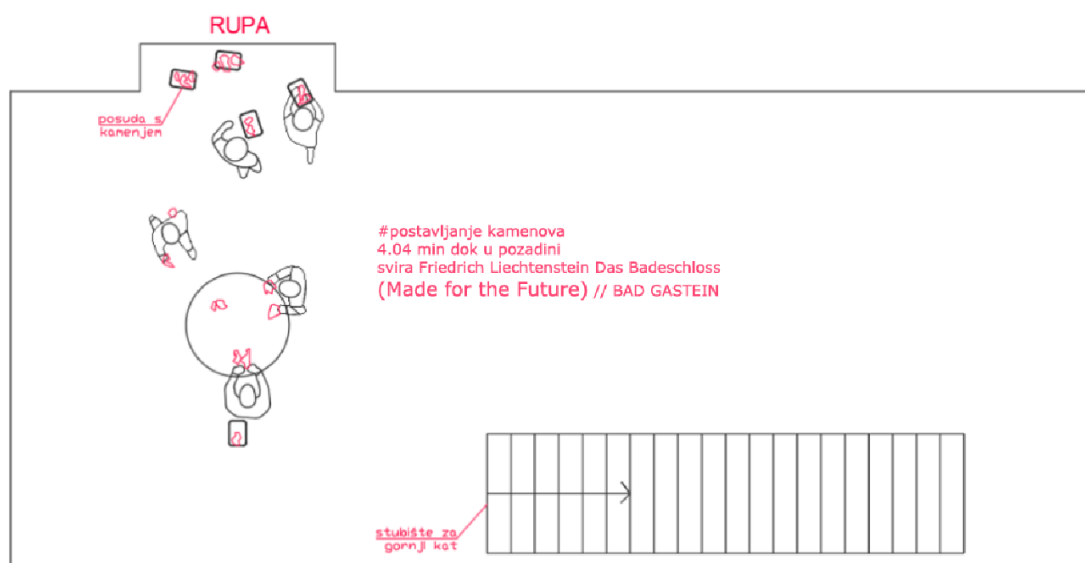 RUPA
posuda s
kamenjem
#postavljanje kamenova
4.04 min dok u pozadini
svira Friedrich Liechtenstein Das Badeschloss
(Made for the Future) // BAD GASTEIN
stubište za
gornji kat